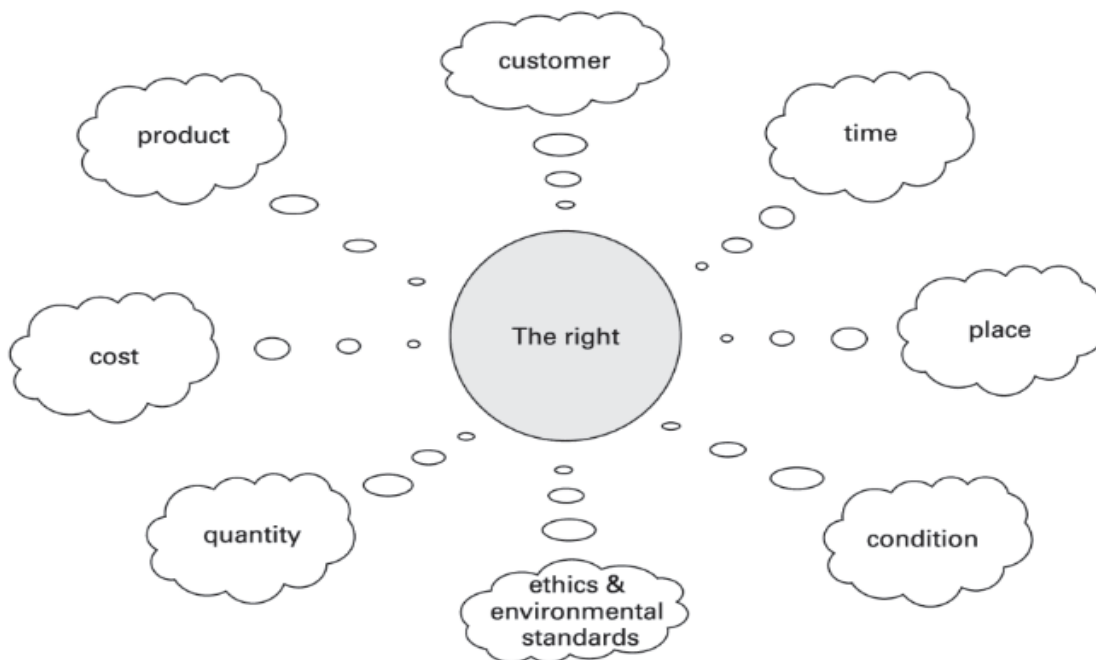 customer
product
time
The right
place
cost
quantity
condition
ethics &
environmental
standards